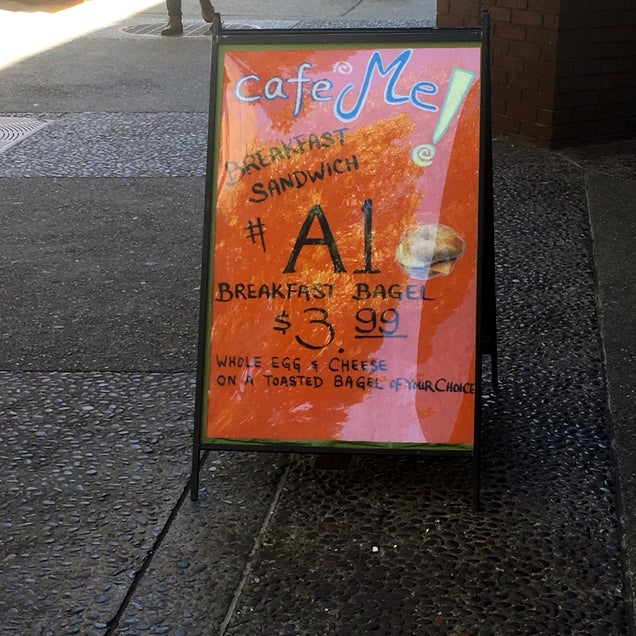 Cafe Me!
BREAKFAST
SANDWICH
# A1
BREAKFAST BAGEL
$3.99
WHOLE EGG & CHEESE
ON A TOASTED BAGEL OF YOUR CHOICE